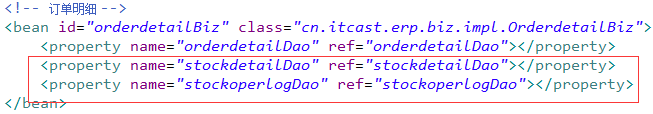 <!-- 订单明细 -->
<bean id="orderdetailBiz" class="cn.itcast.erp.biz.impl.OrderdetailBiz">
<property name="orderdetailDao" ref="orderdetailDao"></property>
<property name="stockdetailDao" ref="stockdetailDao"></property>
<property name="stockoperlogDao" ref="stockoperlogDao"></property>
</bean>